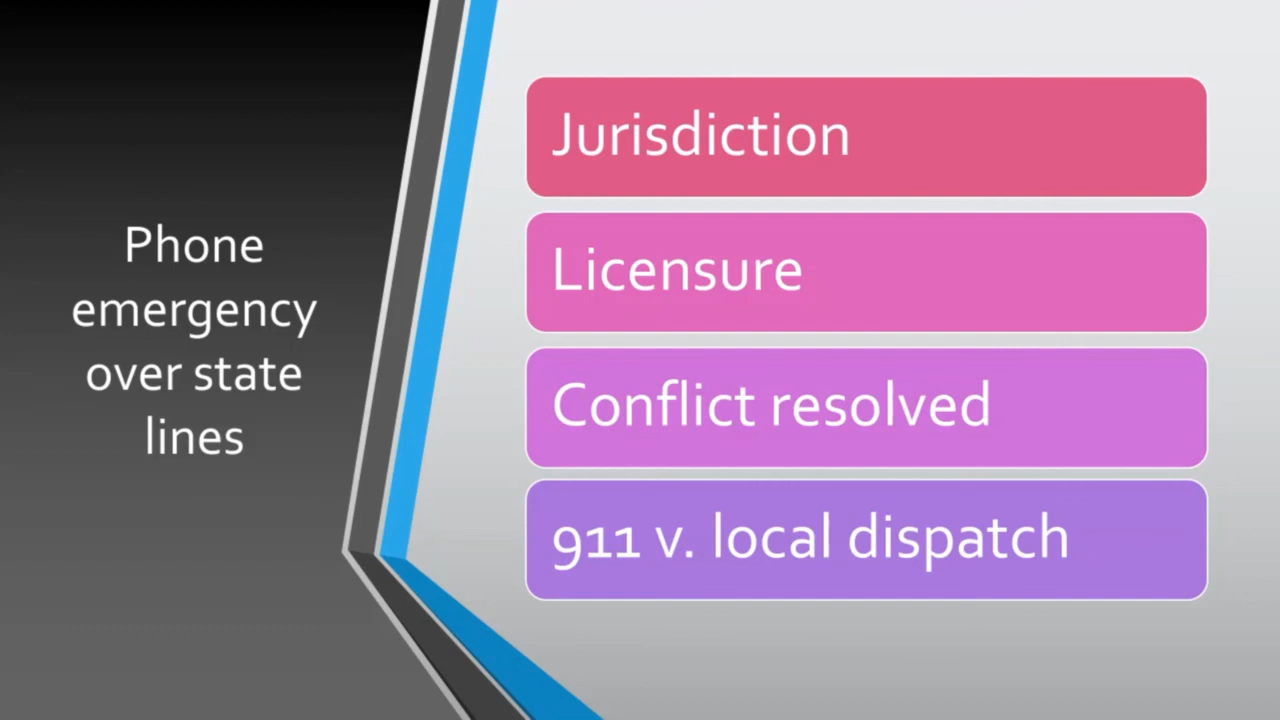 Phone
emergency
over state
lines
Jurisdiction
Licensure
Conflict resolved
911 v. local dispatch